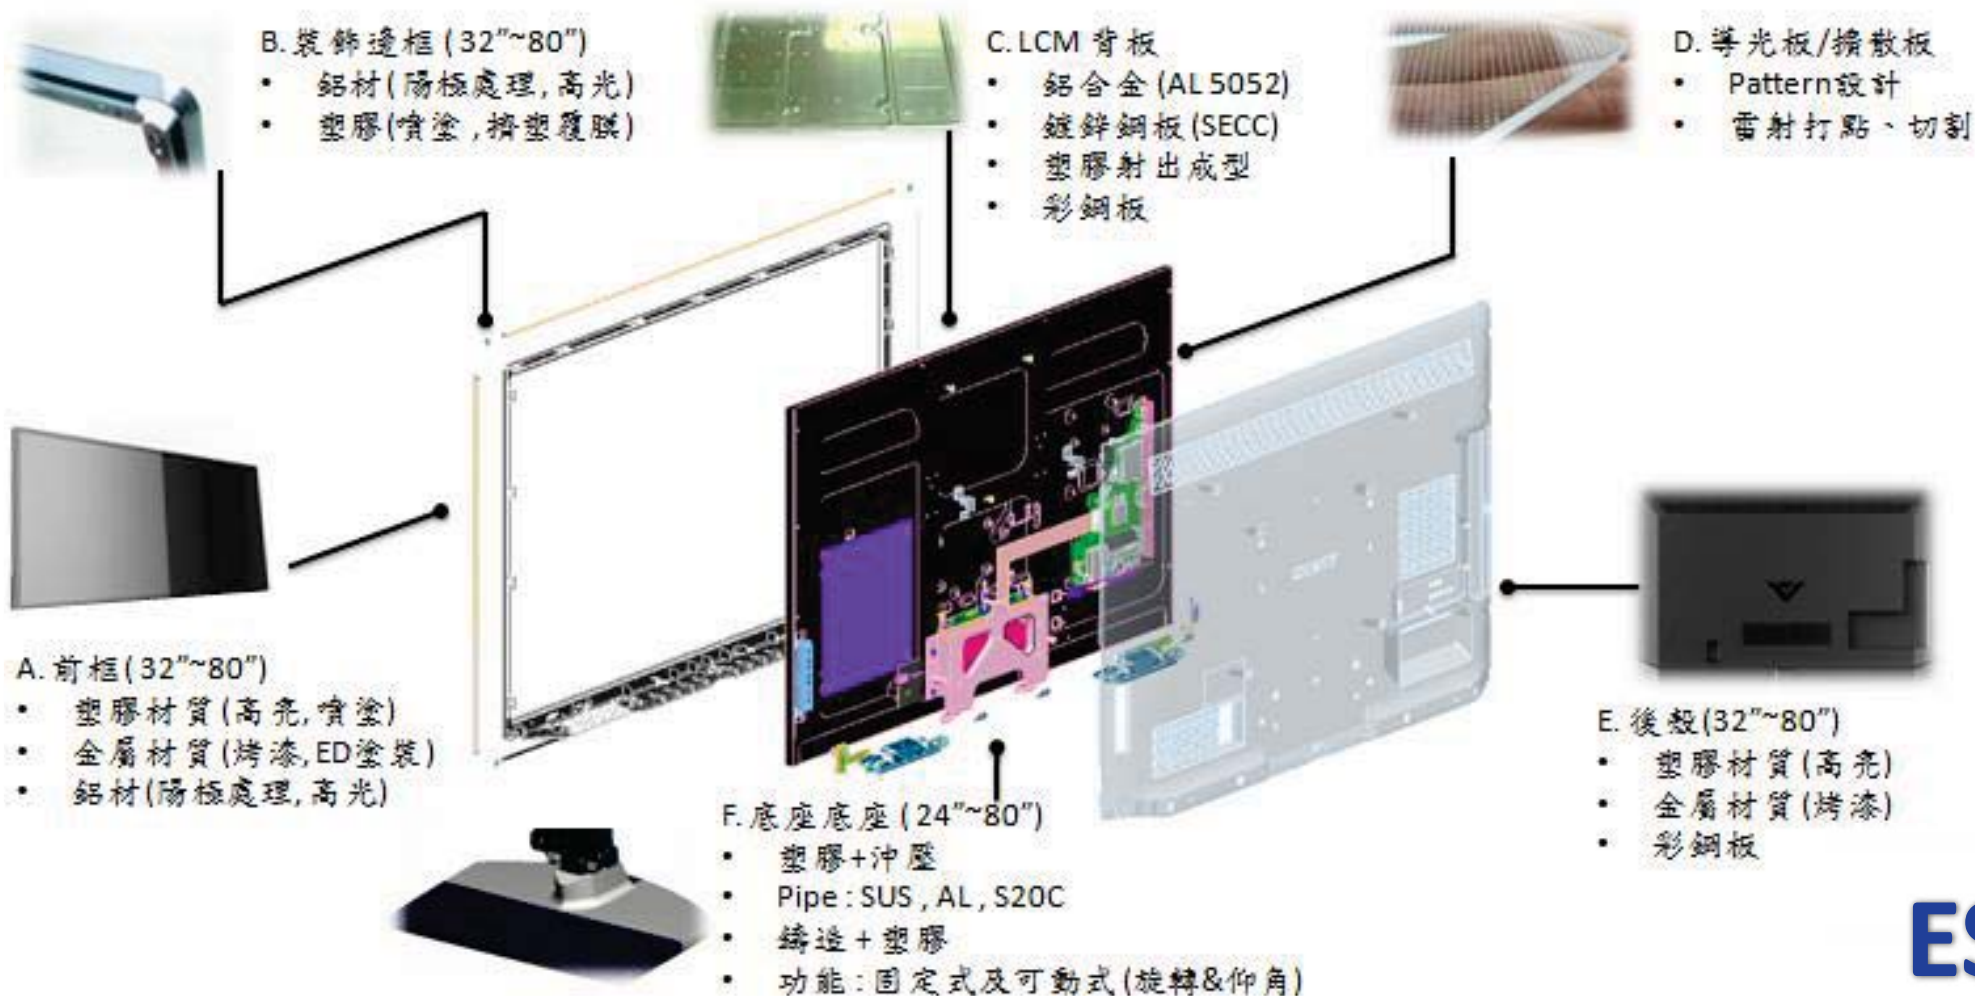 B. 裝飾邊框 (32”~80”)
• 鋁材(陽極處理,高光)
• 塑膠(噴塗,擠塑覆膜)
C. LCM 背板
• 鋁合金 (AL 5052)
• 鍍鋅鋼板 (SECC)
• 塑膠射出成型
• 彩鋼板
D. 導光板/擴散板
• Pattern設計
• 雷射打點、切割
A. 前框(32”~80”)
• 塑膠材質(高亮,噴塗)
• 金屬材質(烤漆,ED塗裝)
• 鋁材(陽極處理,高光)
E. 後殼(32”~80”)
• 塑膠材質(高亮)
• 金屬材質(烤漆)
• 彩鋼板
F. 底座底座 (24”~80”)
• 塑膠+沖壓
• Pipe : SUS , AL , S20C
• 鑄造 + 塑膠
• 功能 : 固定式及可動式 (旋轉&仰角)
ES